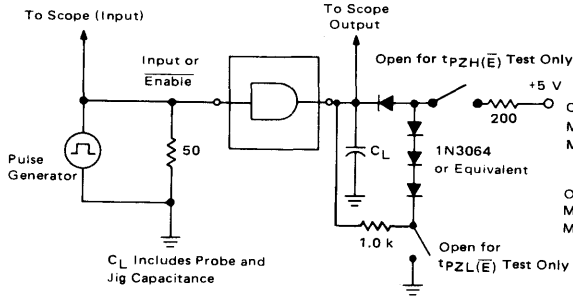 To Scope (Input)
To Scope
Output
Input or
Enable
Open for tPZH(E̅) Test Only
+5 V
200
Pulse
Generator
50
CL
1N3064
or Equivalent
1.0 k
CL Includes Probe and
Jig Capacitance
Open for
tPZL(E̅) Test Only
O
M
M